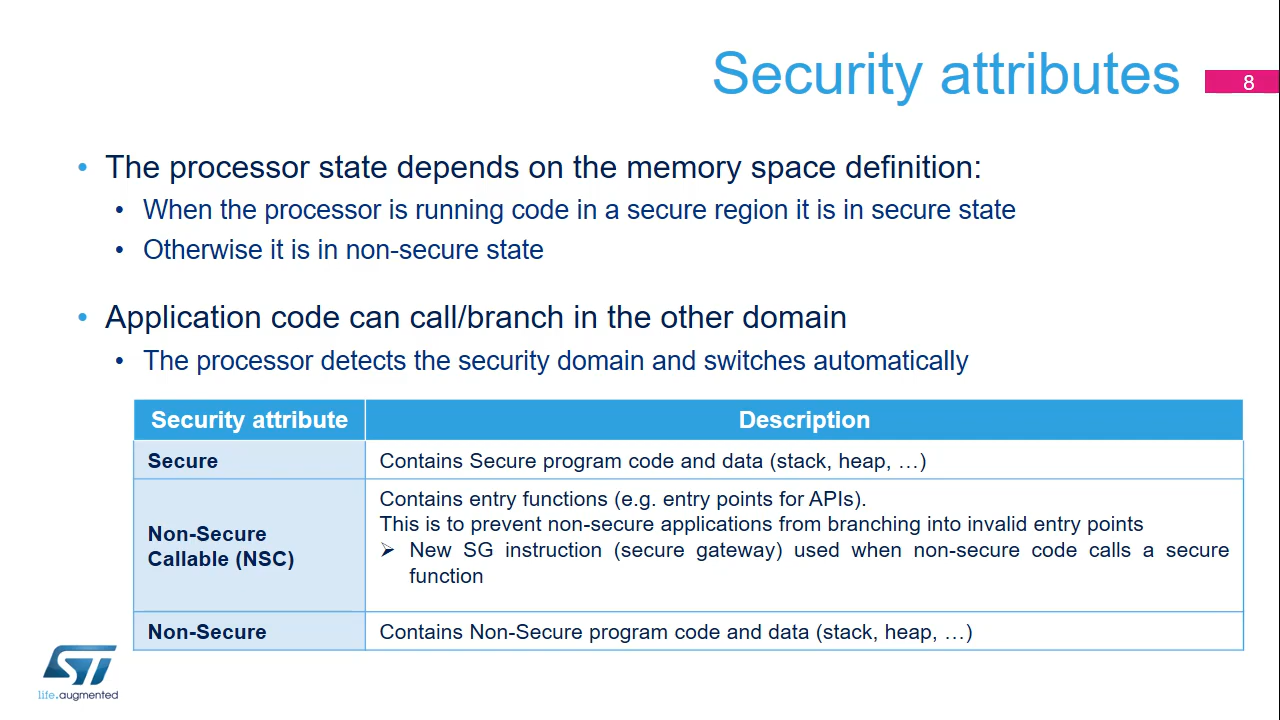 Security attributes
8
• The processor state depends on the memory space definition:
• When the processor is running code in a secure region it is in secure state
• Otherwise it is in non-secure state
• Application code can call/branch in the other domain
• The processor detects the security domain and switches automatically
Security attribute Description
Secure Contains Secure program code and data (stack, heap, …)
Non-Secure
Callable (NSC)
Contains entry functions (e.g. entry points for APIs).
This is to prevent non-secure applications from branching into invalid entry points
➢ New SG instruction (secure gateway) used when non-secure code calls a secure
function
Non-Secure Contains Non-Secure program code and data (stack, heap, …)
ST
life.augmented